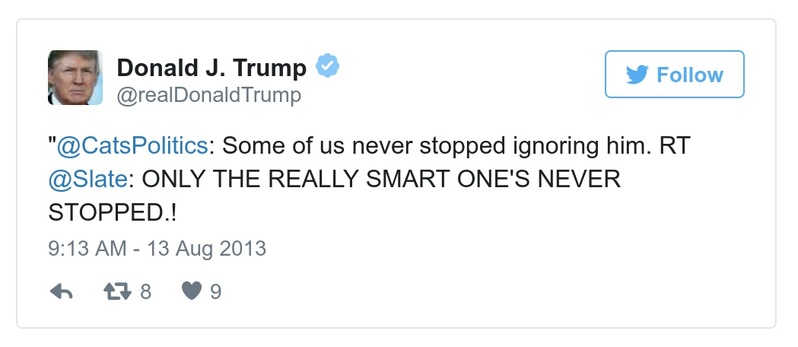 Donald J. Trump
@realDonaldTrump
Follow
"@CatsPolitics: Some of us never stopped ignoring him. RT
@Slate: ONLY THE REALLY SMART ONE'S NEVER
STOPPED.!
9:13 AM - 13 Aug 2013
8 9